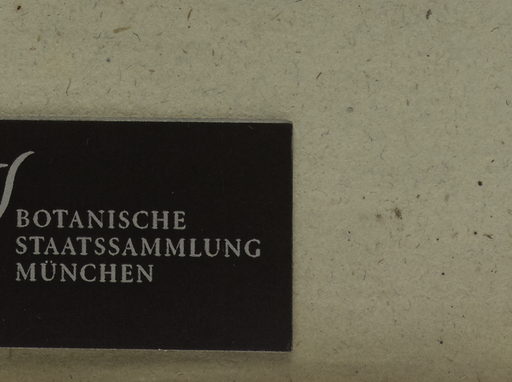 BOTANISCHE
STAATSSAMMLUNG
MÜNCHEN